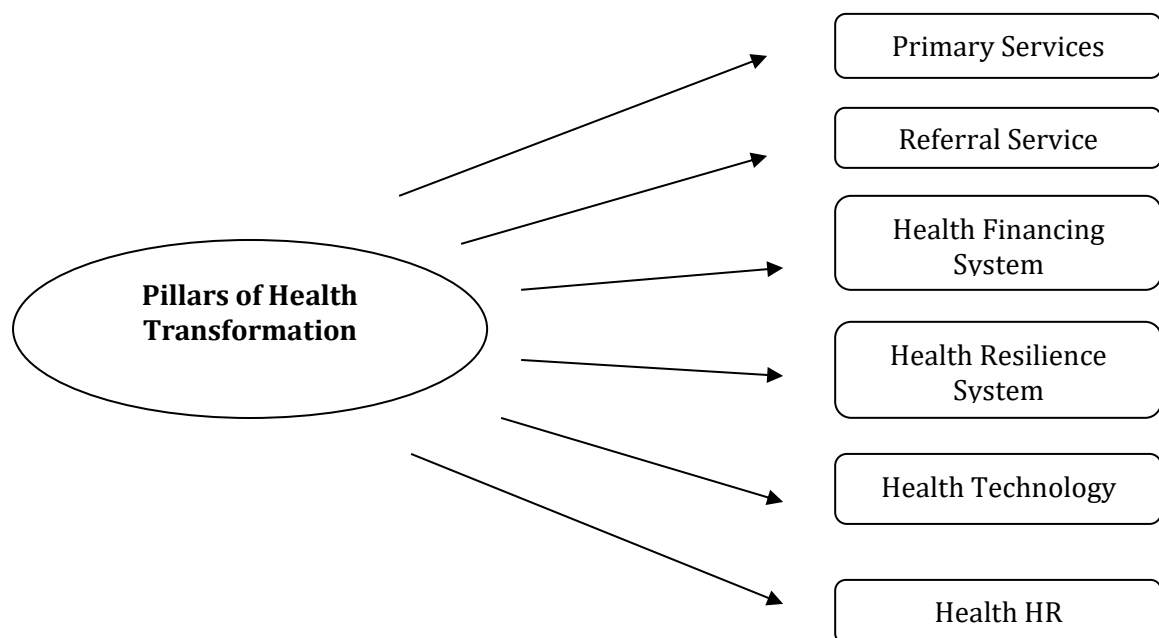 Primary Services
Referral Service
Health Financing
System
Pillars of Health
Transformation
Health Resilience
System
Health Technology
Health HR